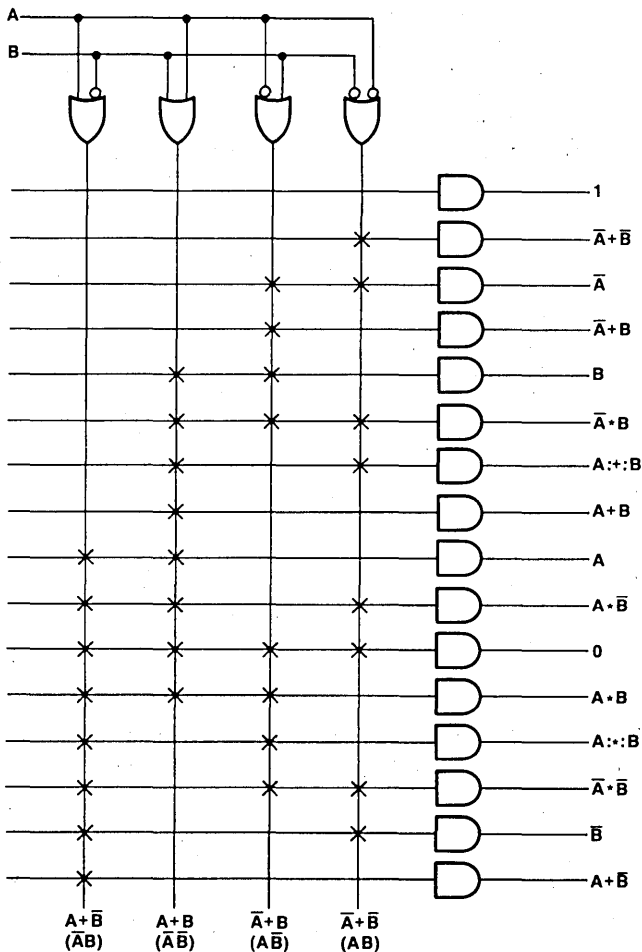 A
B
1
A̅+B̅
A̅
A̅+B
B
A̅*B
A:+:B
A+B
A
A*B̅
0
A*B
A:*:B
A̅*B̅
B̅
A+B̅
A+B̅ A+B A̅+B A̅+B̅
(A̅B) (A̅B̅) (AB̅) (AB)